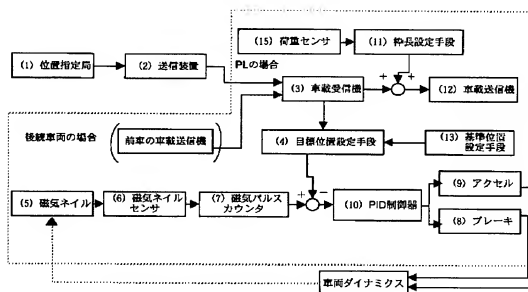 (15) 荷重センサ
(11) 粋長設定手段
(1) 位置指定局
(2) 送信装置
PLの場合
(3) 車載受信機
+
+
(12) 車載送信機
後続車両の場合
前車の車載送信機
(4) 目標位置設定手段
(13) 基準位置
設定手段
(5) 磁気ネイル
(6) 磁気ネイル
センサ
(7) 磁気パルス
カウンタ
+
−
(10) PID制御器
(9) アクセル
(8) ブレーキ
車両ダイナミクス